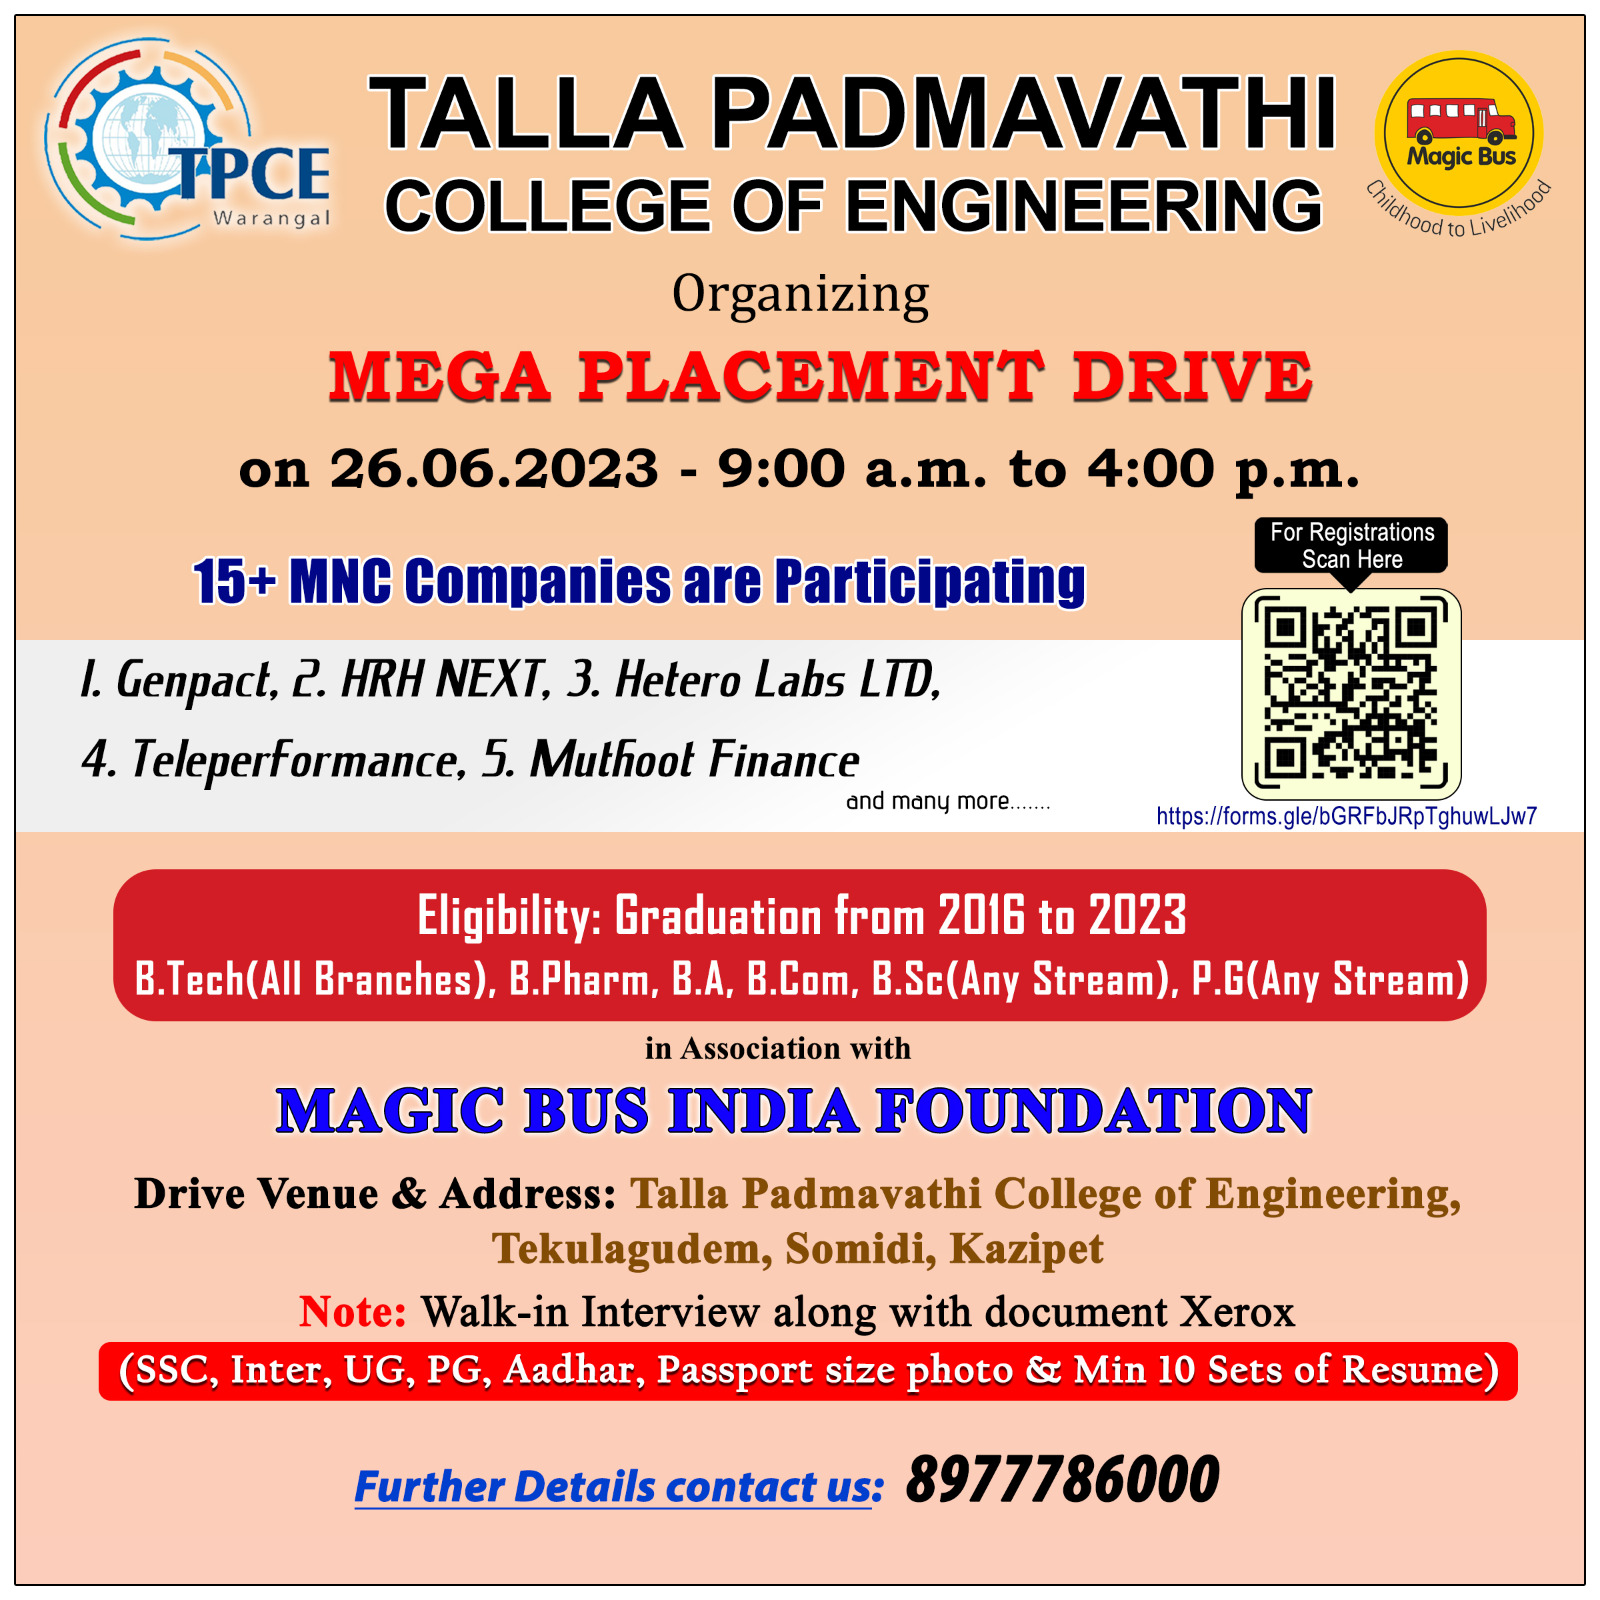 TPCE
Warangal
TALLA PADMAVATHI
COLLEGE OF ENGINEERING
Magic Bus
Childhood to Livelihood
Organizing
MEGA PLACEMENT DRIVE
on 26.06.2023 - 9:00 a.m. to 4:00 p.m.
15+ MNC Companies are Participating
For Registrations
Scan Here
1. Genpact, 2. HRH NEXT, 3. Hetero Labs LTD,
4. Teleperformance, 5. Muthoot Finance
and many more.......
https://forms.gle/bGRFbJRpTghuwLJw7
Eligibility: Graduation from 2016 to 2023
B.Tech(All Branches), B.Pharm, B.A, B.Com, B.Sc(Any Stream), P.G(Any Stream)
in Association with
MAGIC BUS INDIA FOUNDATION
Drive Venue & Address: Talla Padmavathi College of Engineering,
Tekulagudem, Somidi, Kazipet
Note: Walk-in Interview along with document Xerox
(SSC, Inter, UG, PG, Aadhar, Passport size photo & Min 10 Sets of Resume)
Further Details contact us: 8977786000